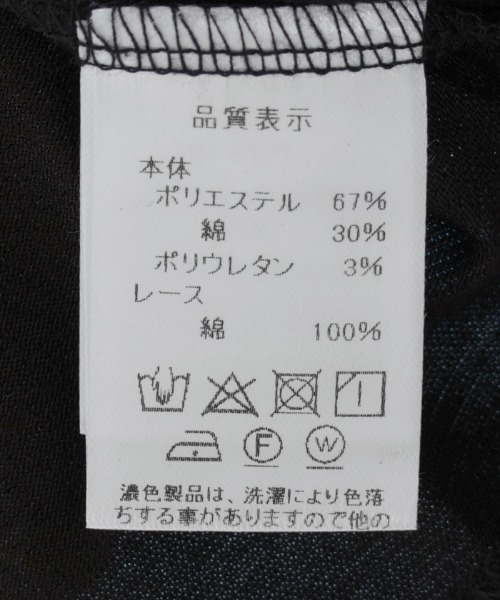 品質表示
本体
ポリエステル 67%
綿 30%
ポリウレタン 3%
レース
綿 100%
F W
濃色製品は、洗濯により色落
ちする事がありますので他の